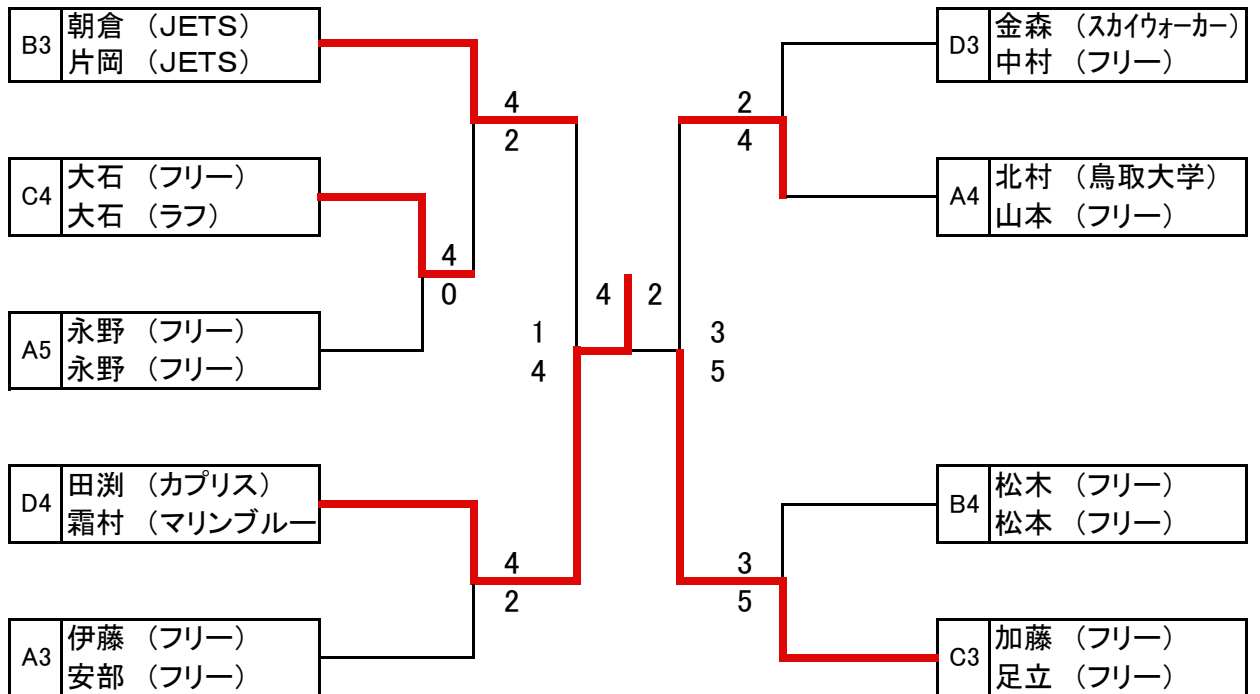 B3
朝倉 （JETS）
片岡 （JETS）
C4
大石 （フリー）
大石 （ラフ）
A5
永野 （フリー）
永野 （フリー）
D4
田渕 （カプリス）
霜村 （マリンブルー
A3
伊藤 （フリー）
安部 （フリー）
4
2
4
0
1
4
4
2
4 2
2
4
3
5
3
5
D3
金森 （スカイウォーカー）
中村 （フリー）
A4
北村 （鳥取大学）
山本 （フリー）
B4
松木 （フリー）
松本 （フリー）
C3
加藤 （フリー）
足立 （フリー）